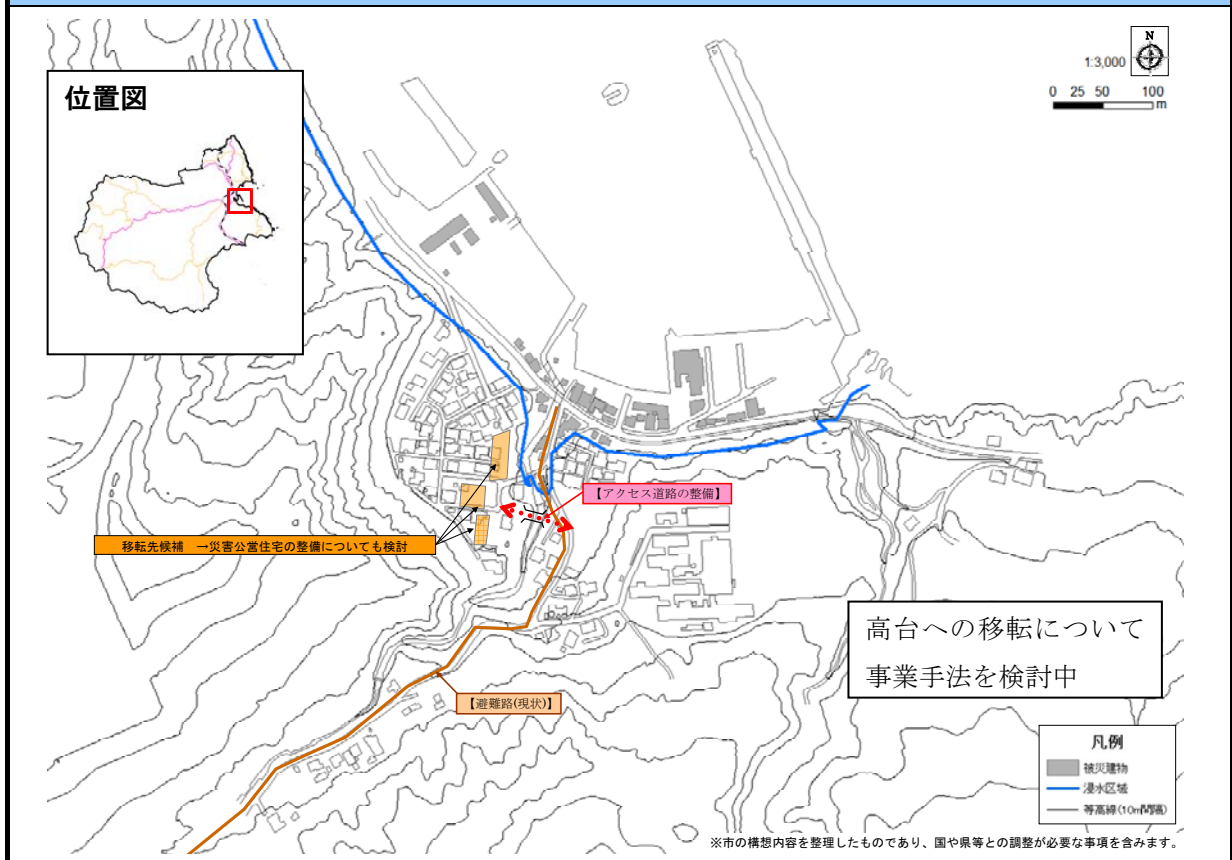 位置図
N
1:3,000
0 25 50 100
m
【アクセス道路の整備】
移転先候補 →災害公営住宅の整備についても検討
高台への移転について
事業手法を検討中
【避難路(現状)】
凡例
被災建物
浸水区域
等高線(10m間隔)
※市の構想内容を整理したものであり、国や県等との調整が必要な事項を含みます。